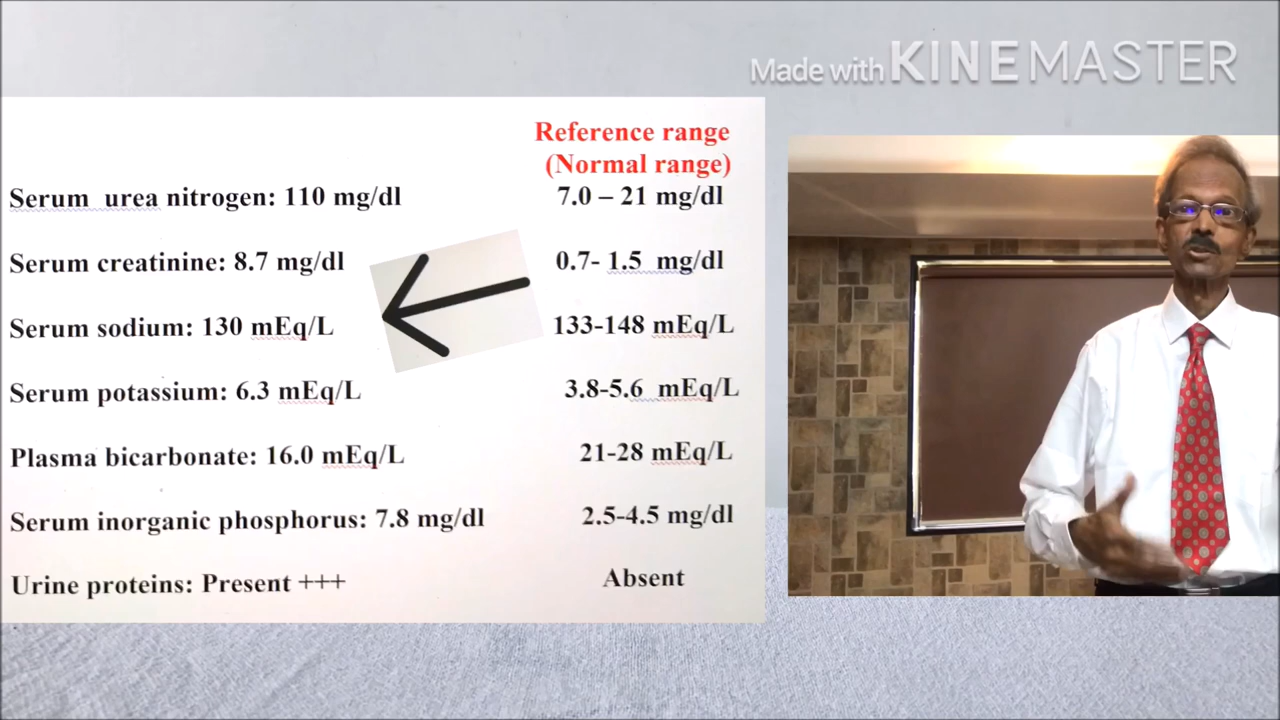 Made with KINEMASTER
Reference range
(Normal range)
Serum urea nitrogen: 110 mg/dl 7.0 – 21 mg/dl
Serum creatinine: 8.7 mg/dl 0.7- 1.5 mg/dl
Serum sodium: 130 mEq/L 133-148 mEq/L
Serum potassium: 6.3 mEq/L 3.8-5.6 mEq/L
Plasma bicarbonate: 16.0 mEq/L 21-28 mEq/L
Serum inorganic phosphorus: 7.8 mg/dl 2.5-4.5 mg/dl
Urine proteins: Present +++ Absent